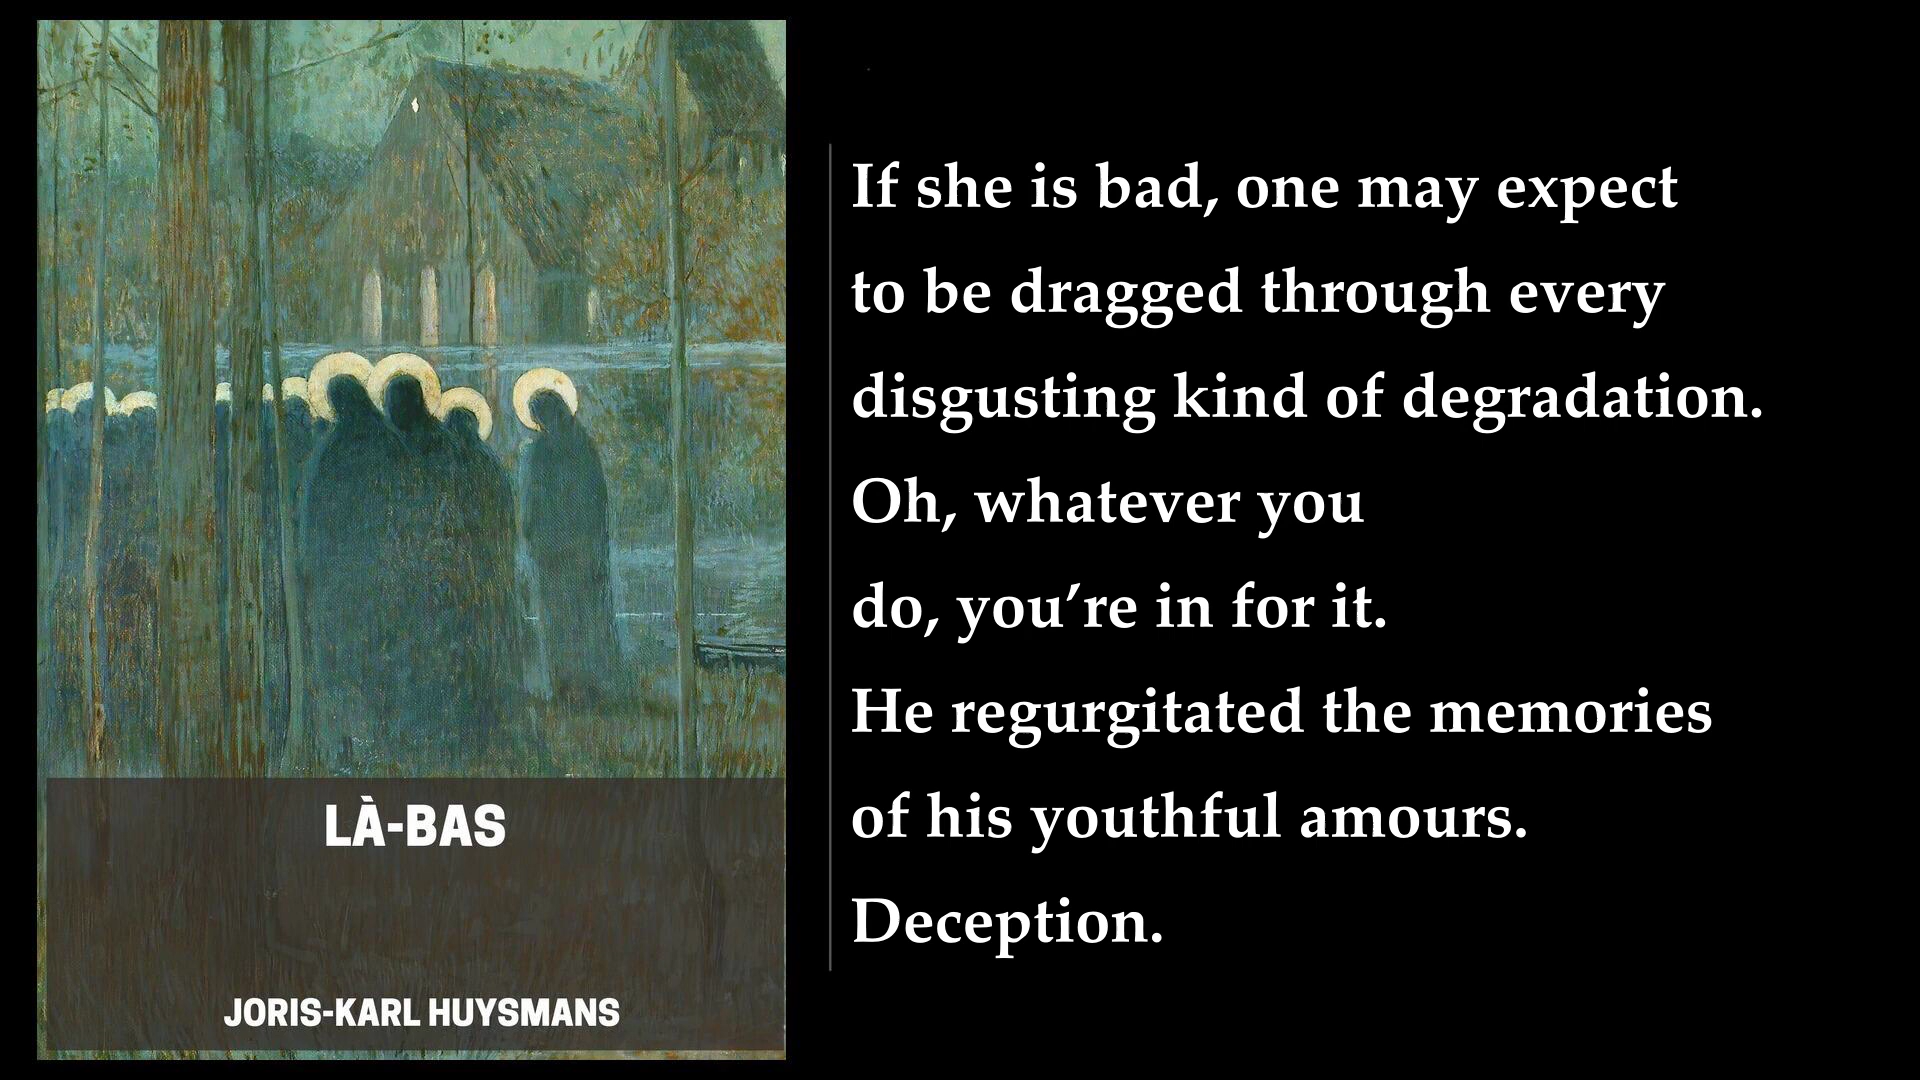 LÀ-BAS
JORIS-KARL HUYSMANS
If she is bad, one may expect
to be dragged through every
disgusting kind of degradation.
Oh, whatever you
do, you’re in for it.
He regurgitated the memories
of his youthful amours.
Deception.